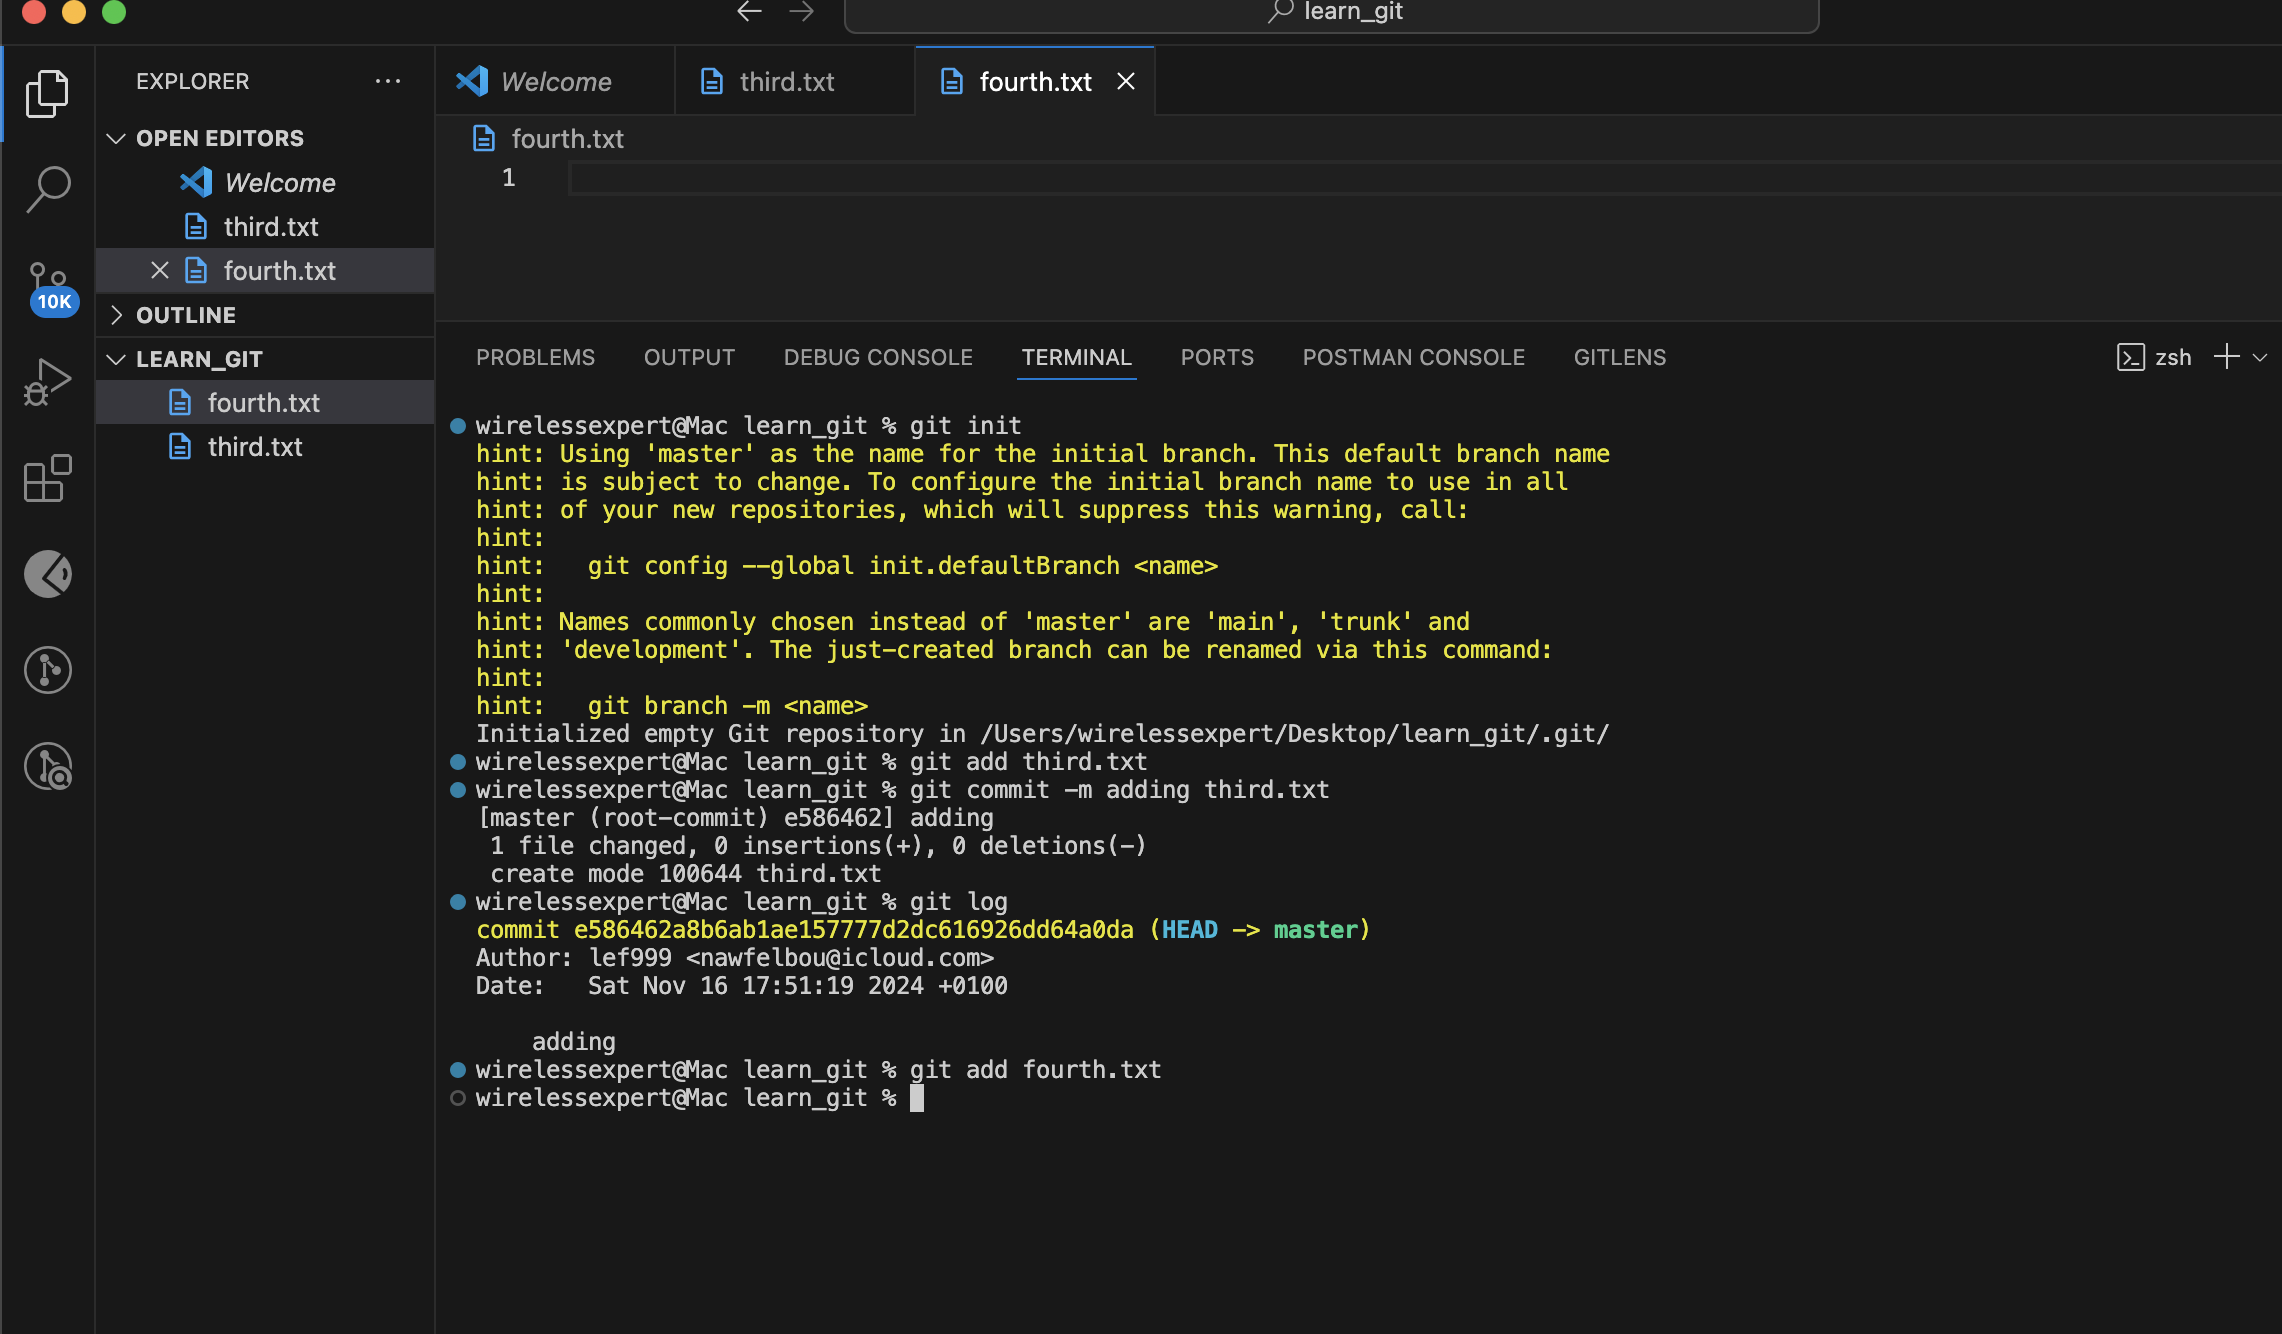 learn_git
EXPLORER
Welcome
third.txt
fourth.txt
OPEN EDITORS
Welcome
third.txt
fourth.txt
10K
OUTLINE
LEARN_GIT
fourth.txt
third.txt
fourth.txt
1
PROBLEMS OUTPUT DEBUG CONSOLE TERMINAL PORTS POSTMAN CONSOLE GITLENS zsh
wirelessexpert@Mac learn_git % git init
hint: Using 'master' as the name for the initial branch. This default branch name
hint: is subject to change. To configure the initial branch name to use in all
hint: of your new repositories, which will suppress this warning, call:
hint:
hint:   git config --global init.defaultBranch <name>
hint:
hint: Names commonly chosen instead of 'master' are 'main', 'trunk' and
hint: 'development'. The just-created branch can be renamed via this command:
hint:
hint:   git branch -m <name>
Initialized empty Git repository in /Users/wirelessexpert/Desktop/learn_git/.git/
wirelessexpert@Mac learn_git % git add third.txt
wirelessexpert@Mac learn_git % git commit -m adding third.txt
[master (root-commit) e586462] adding
 1 file changed, 0 insertions(+), 0 deletions(-)
 create mode 100644 third.txt
wirelessexpert@Mac learn_git % git log
commit e586462a8b6ab1ae157777d2dc616926dd64a0da (HEAD -> master)
Author: lef999 <nawfelbou@icloud.com>
Date:   Sat Nov 16 17:51:19 2024 +0100
    adding
wirelessexpert@Mac learn_git % git add fourth.txt
wirelessexpert@Mac learn_git %